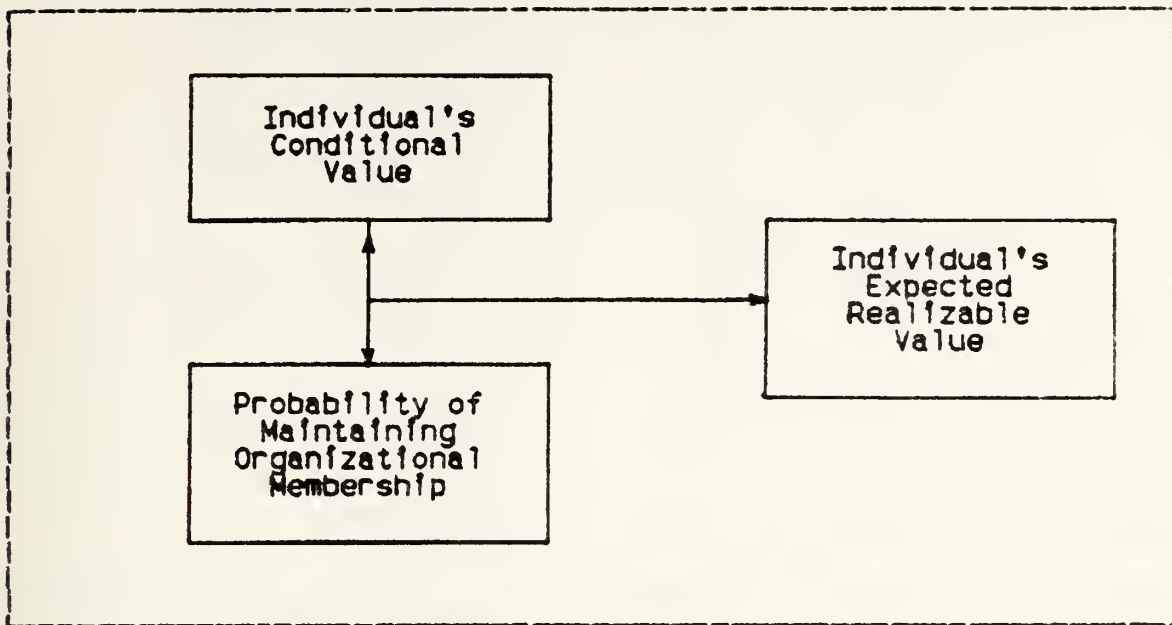 Individual's
Conditional
Value
Individual's
Expected
Realizable
Value
Probability of
Maintaining
Organizational
Membership